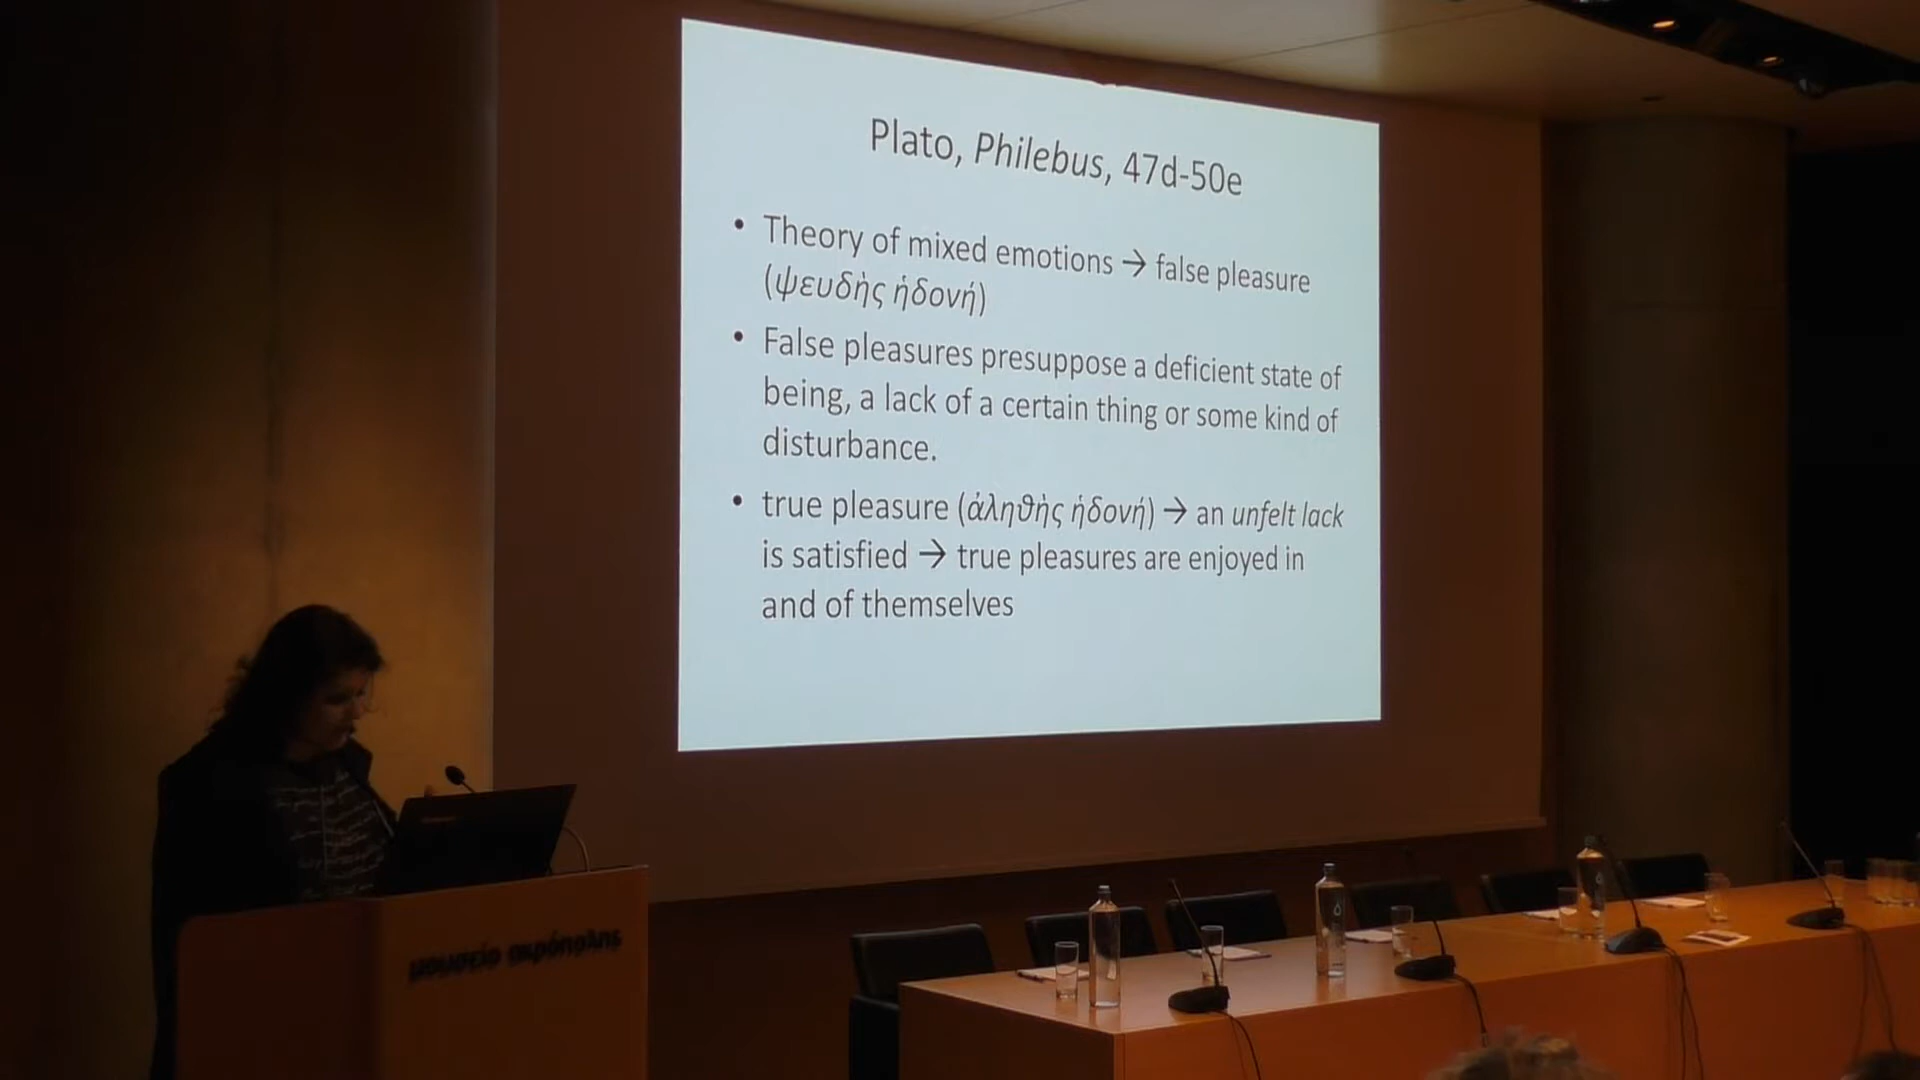 Plato, Philebus, 47d-50e
• Theory of mixed emotions → false pleasure
(ψευδὴς ἡδονή)
• False pleasures presuppose a deficient state of
being, a lack of a certain thing or some kind of
disturbance.
• true pleasure (ἀληθὴς ἡδονή) → an unfelt lack
is satisfied → true pleasures are enjoyed in
and of themselves
μουσείο ακρόπολης